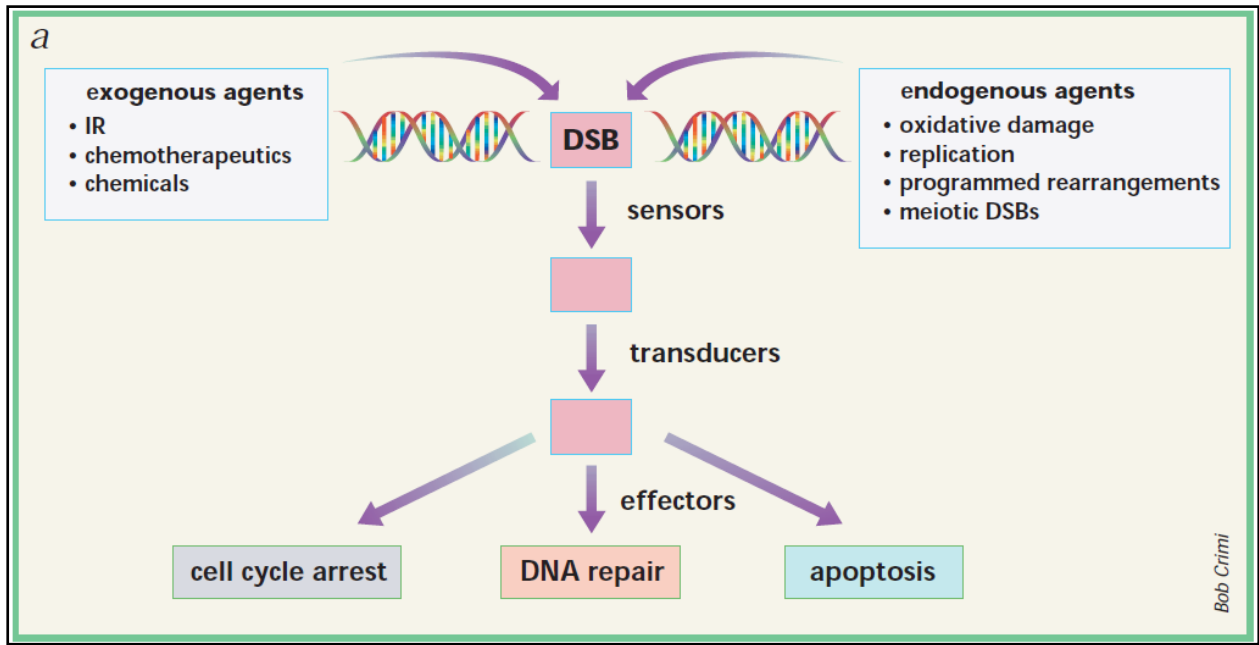 a
exogenous agents
• IR
• chemotherapeutics
• chemicals
DSB
endogenous agents
• oxidative damage
• replication
• programmed rearrangements
• meiotic DSBs
sensors
transducers
effectors
cell cycle arrest
DNA repair
apoptosis
Bob Crimi